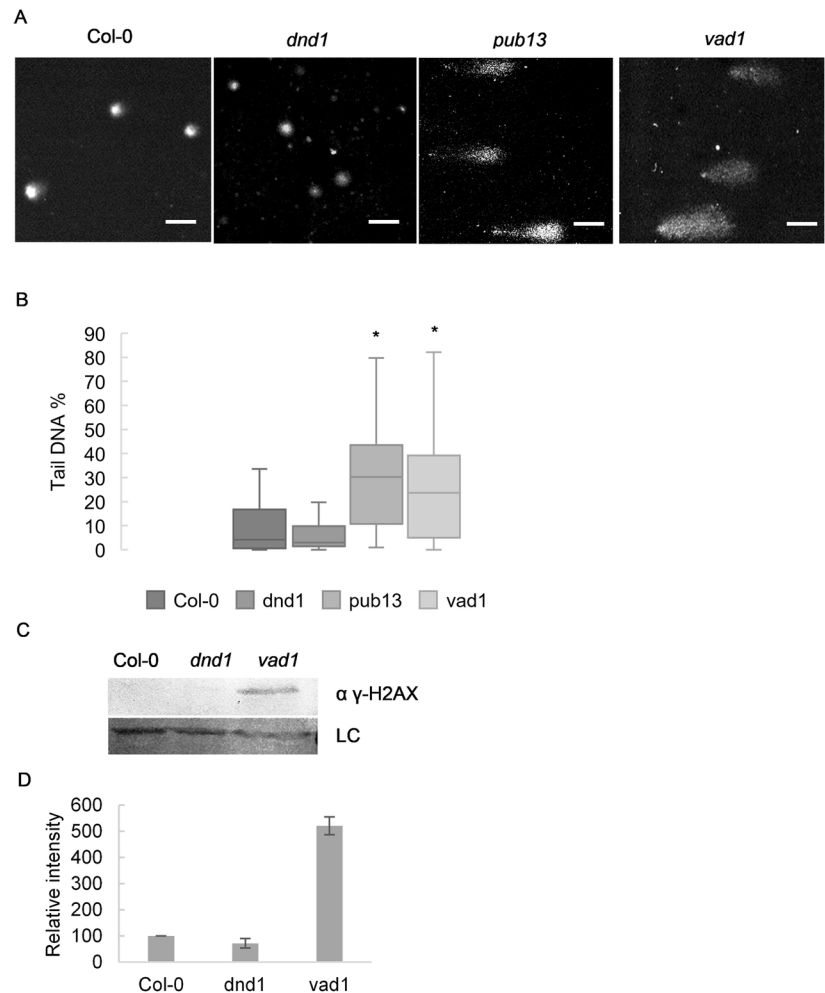 A
Col-0 dnd1 pub13 vad1
B
Tail DNA %
90
80
70
60
50
40
30
20
10
0
* *
Col-0 dnd1 pub13 vad1
C
Col-0 dnd1 vad1
α γ-H2AX
LC
D
Relative intensity
600
500
400
300
200
100
0
Col-0 dnd1 vad1